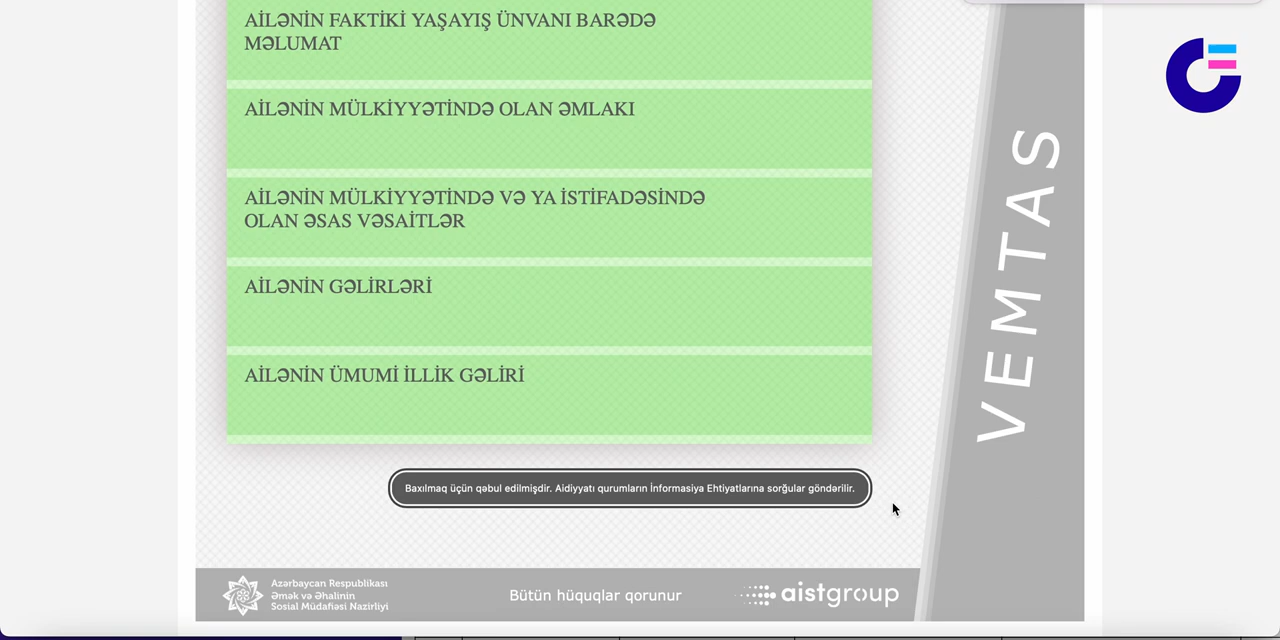 AİLƏNİN FAKTİKİ YAŞAYIŞ ÜNVANI BARƏDƏ
MƏLUMAT
AİLƏNİN MÜLKİYYƏTİNDƏ OLAN ƏMLAKI
AİLƏNİN MÜLKİYYƏTİNDƏ VƏ YA İSTİFADƏSİNDƏ
OLAN ƏSAS VƏSAİTLƏR
AİLƏNİN GƏLİRLƏRİ
AİLƏNİN ÜMUMİ İLLİK GƏLİRİ
Baxılmaq üçün qəbul edilmişdir. Aidiyyatı qurumların İnformasiya Ehtiyatlarına sorğular göndərilir.
VEMTAS
Azərbaycan Respublikası
Əmək və Əhalinin
Sosial Müdafiəsi Nazirliyi
Bütün hüquqlar qorunur
aistgroup